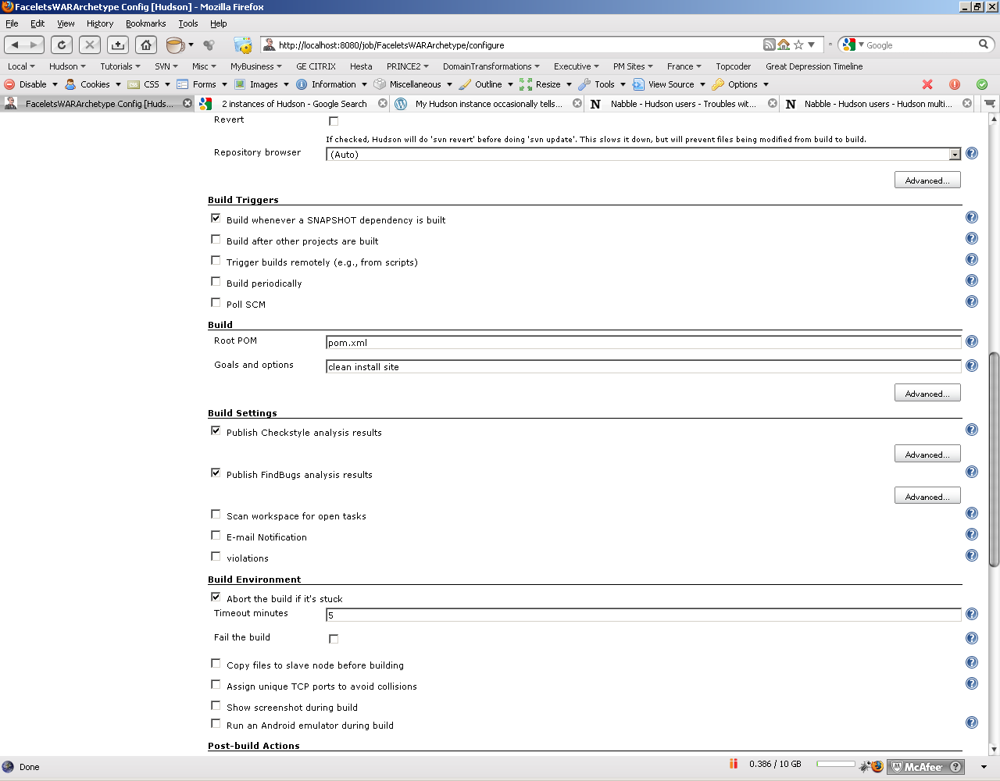 FaceletsWARArchetype Config [Hudson] - Mozilla Firefox
File Edit View History Bookmarks Tools Help
http://localhost:8080/job/FaceletsWARArchetype/configure Google
Local Hudson Tutorials SVN Misc MyBusiness GE CITRIX Hesta PRINCE2 DomainTransformations Executive PM Sites France Topcoder Great Depression Timeline
Disable Cookies CSS Forms Images Information Miscellaneous Outline Resize Tools View Source Options
FaceletsWARArchetype Config [Huds... 2 instances of Hudson - Google Search My Hudson instance occasionally tells... N Nabble - Hudson users - Troubles wit... N Nabble - Hudson users - Hudson multi...
Revert
If checked, Hudson will do 'svn revert' before doing 'svn update'. This slows it down, but will prevent files being modified from build to build.
Repository browser (Auto)
Advanced...
Build Triggers
Build whenever a SNAPSHOT dependency is built
Build after other projects are built
Trigger builds remotely (e.g., from scripts)
Build periodically
Poll SCM
Build
Root POM pom.xml
Goals and options clean install site
Advanced...
Build Settings
Publish Checkstyle analysis results
Advanced...
Publish FindBugs analysis results
Advanced...
Scan workspace for open tasks
E-mail Notification
violations
Build Environment
Abort the build if it's stuck
Timeout minutes 5
Fail the build
Copy files to slave node before building
Assign unique TCP ports to avoid collisions
Show screenshot during build
Run an Android emulator during build
Post-build Actions
Done 0.386 / 10 GB McAfee